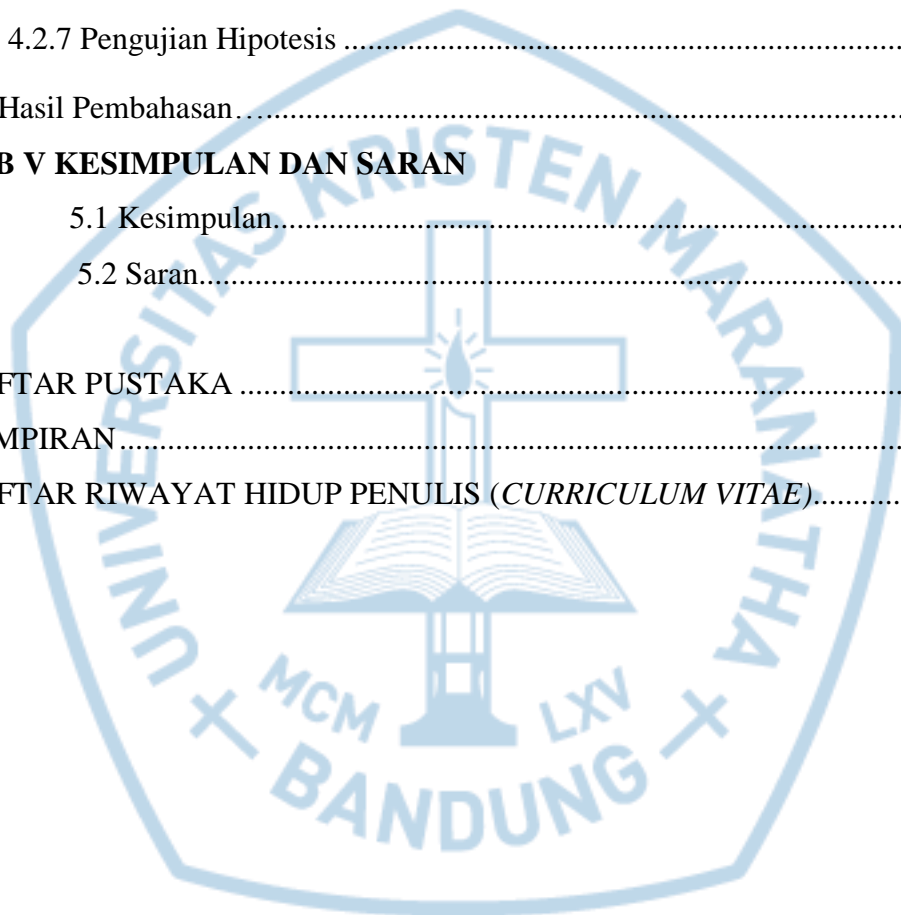 4.2.7 Pengujian Hipotesis ................................................................................
Hasil Pembahasan…...................................................................................
B V KESIMPULAN DAN SARAN
5.1 Kesimpulan...............................................................................
5.2 Saran.......................................................................................
FTAR PUSTAKA ...................................................................................
MPIRAN ..................................................................................................
FTAR RIWAYAT HIDUP PENULIS (CURRICULUM VITAE)...........
UNIVERSITAS KRISTEN MARANATHA
MCM LXV
BANDUNG